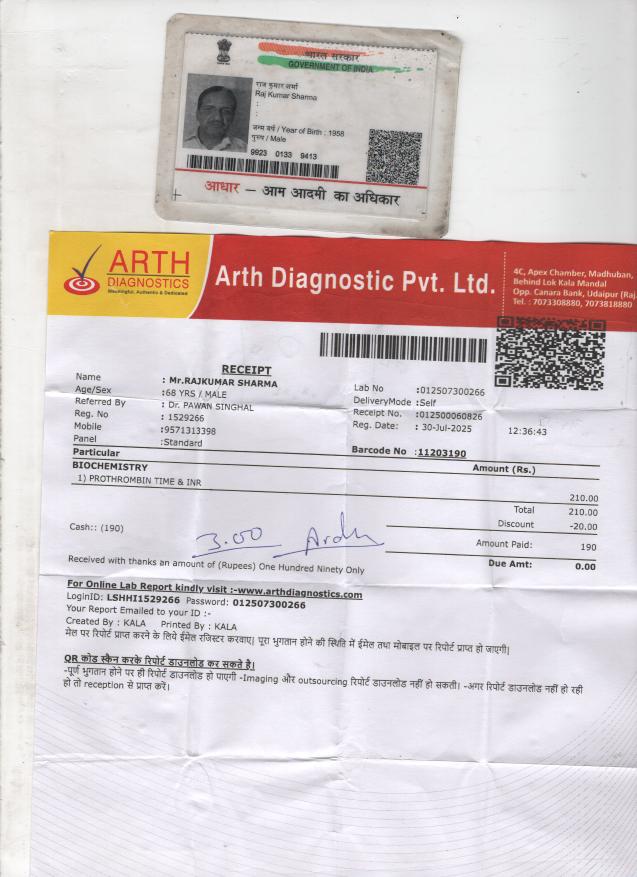 भारत सरकार
GOVERNMENT OF INDIA
राज कुमार शर्मा
Raj Kumar Sharma
:
:
जन्म वर्ष / Year of Birth : 1958
पुरुष / Male
9923 0133 9413
आधार – आम आदमी का अधिकार
ARTH
DIAGNOSTICS
Meaningful, Authentic & Dedicated
Arth Diagnostic Pvt. Ltd.
4C, Apex Chamber, Madhuban,
Behind Lok Kala Mandal
Opp. Canara Bank, Udaipur (Raj.
Tel. : 7073308880, 7073818880
RECEIPT
Name : Mr.RAJKUMAR SHARMA Lab No :012507300266
Age/Sex :68 YRS / MALE DeliveryMode :Self
Referred By : Dr. PAWAN SINGHAL Receipt No. :012500060826
Reg. No : 1529266 Reg. Date: : 30-Jul-2025 12:36:43
Mobile :9571313398
Panel :Standard Barcode No :11203190
Particular Amount (Rs.)
BIOCHEMISTRY
1) PROTHROMBIN TIME & INR 210.00
Total 210.00
Discount -20.00
Cash:: (190) 3.00 Ardh Amount Paid: 190
Received with thanks an amount of (Rupees) One Hundred Ninety Only Due Amt: 0.00
For Online Lab Report kindly visit :-www.arthdiagnostics.com
LoginID: LSHHI1529266 Password: 012507300266
Your Report Emailed to your ID :-
Created By : KALA Printed By : KALA
मेल पर रिपोर्ट प्राप्त करने के लिये ईमेल रजिस्टर करवाए। पूरा भुगतान होने की स्थिति में ईमेल तथा मोबाइल पर रिपोर्ट प्राप्त हो जाएगी।
QR कोड स्कैन करके रिपोर्ट डाउनलोड कर सकते है।
-पूर्ण भुगतान होने पर ही रिपोर्ट डाउनलोड हो पाएगी -Imaging और outsourcing रिपोर्ट डाउनलोड नहीं हो सकती। -अगर रिपोर्ट डाउनलोड नहीं हो रही
हो तो reception से प्राप्त करें।